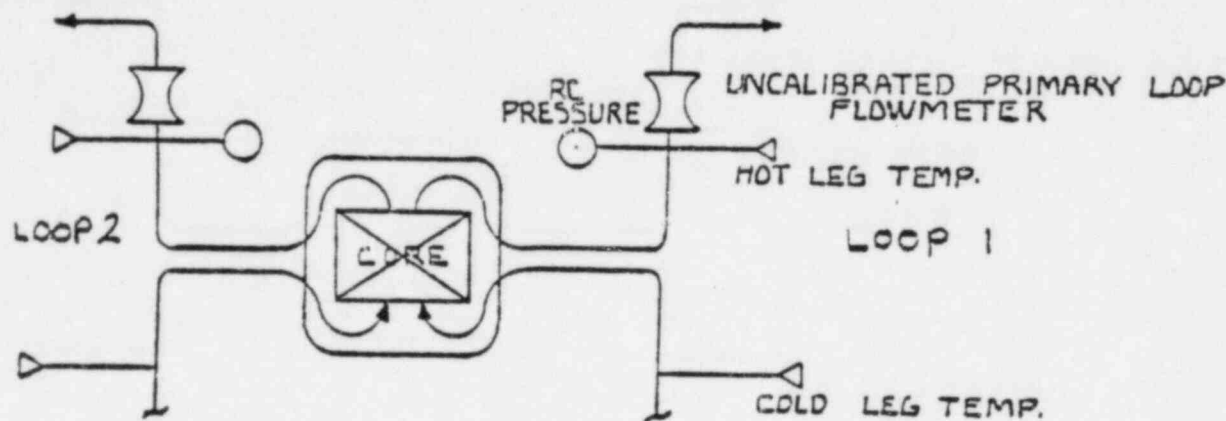 RC
PRESSURE
UNCALIBRATED PRIMARY LOOP
FLOWMETER
HOT LEG TEMP.
LOOP 2
CORE
LOOP 1
COLD LEG TEMP.